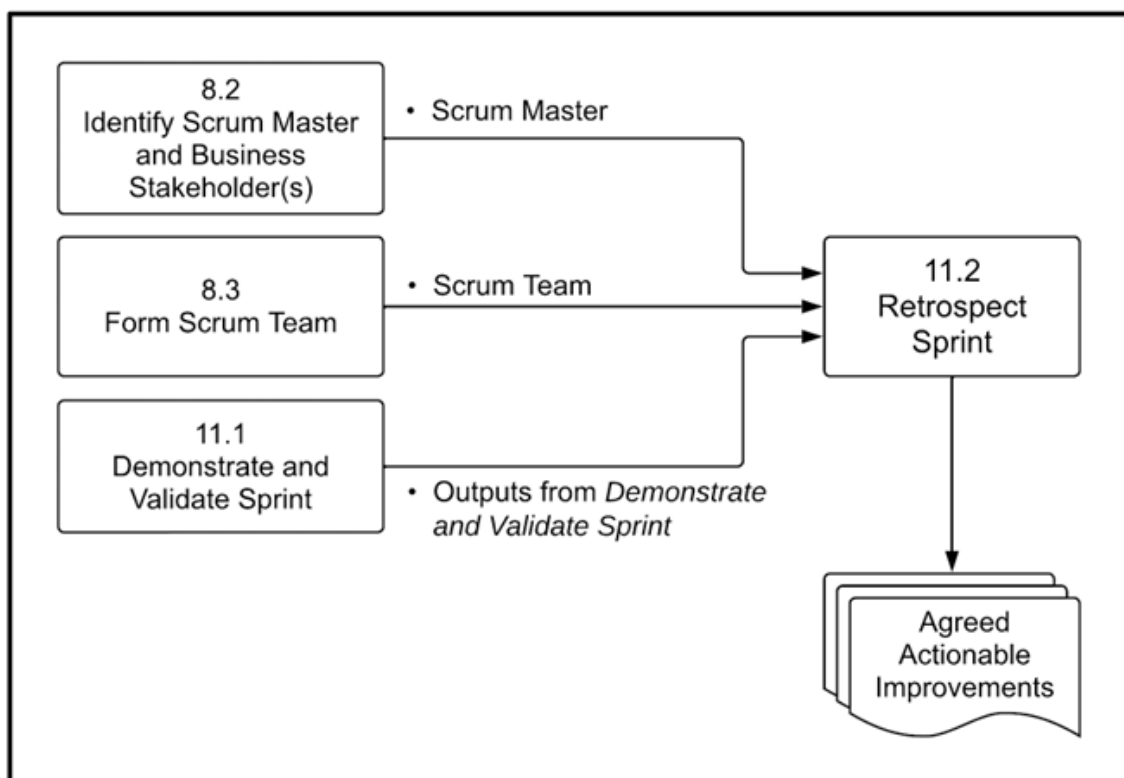 8.2
Identify Scrum Master
and Business
Stakeholder(s)
• Scrum Master
8.3
Form Scrum Team
• Scrum Team
11.2
Retrospect
Sprint
11.1
Demonstrate and
Validate Sprint
• Outputs from Demonstrate
and Validate Sprint
Agreed
Actionable
Improvements